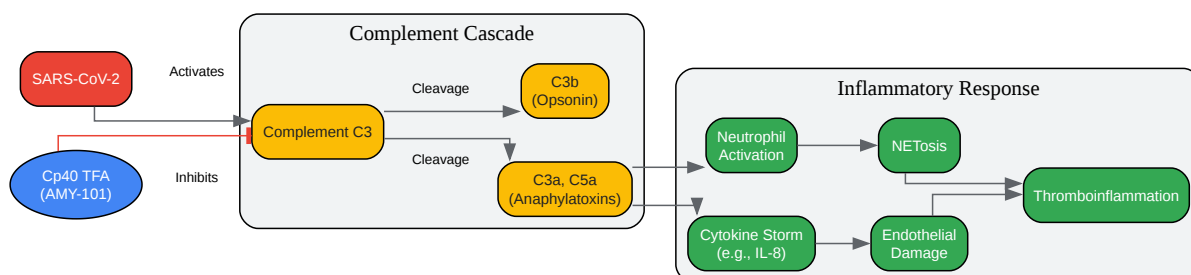 Complement Cascade
SARS-CoV-2
Activates
Cp40 TFA
(AMY-101)
Inhibits
Complement C3
Cleavage
Cleavage
C3b
(Opsonin)
C3a, C5a
(Anaphylatoxins)
Inflammatory Response
Neutrophil
Activation
NETosis
Cytokine Storm
(e.g., IL-8)
Endothelial
Damage
Thromboinflammation